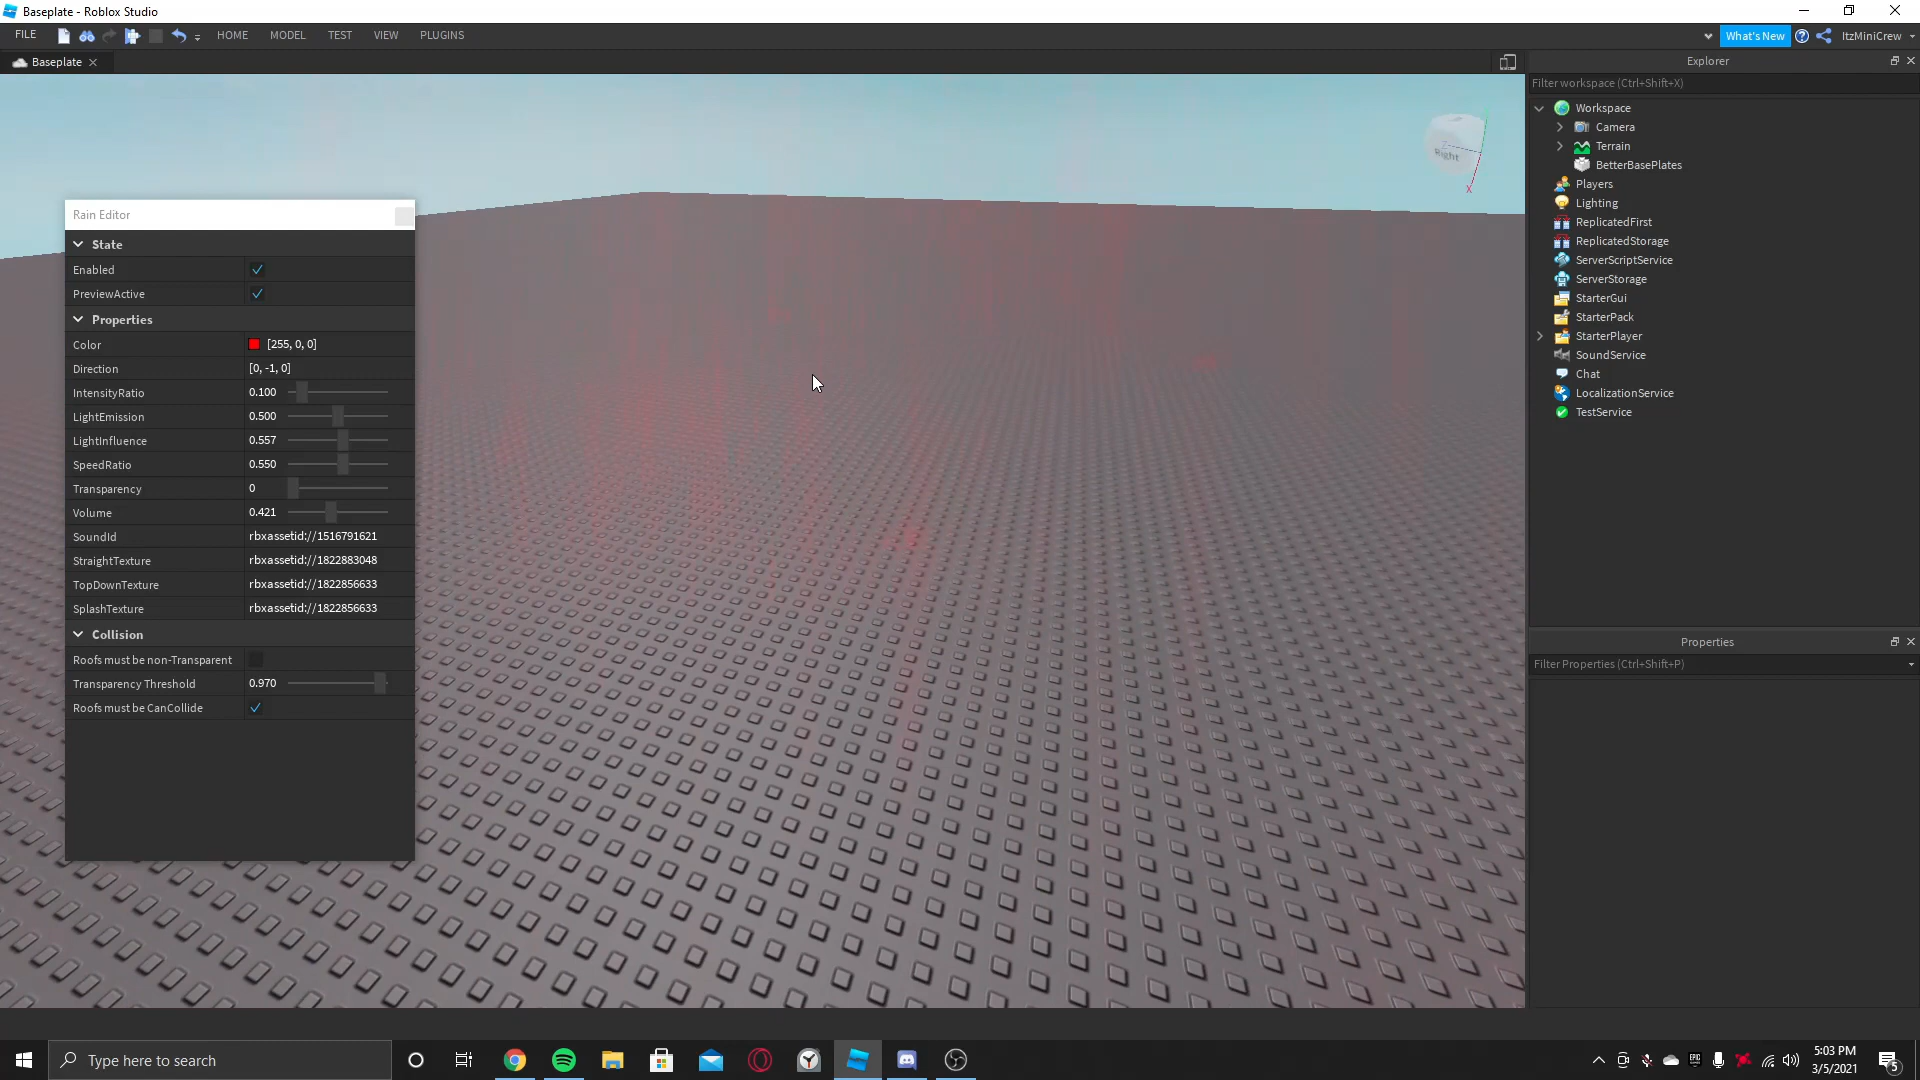 Baseplate - Roblox Studio
FILE HOME MODEL TEST VIEW PLUGINS What's New ItzMiniCrew
Baseplate
Explorer
Filter workspace (Ctrl+Shift+X)
Workspace
Camera
Terrain
BetterBasePlates
Players
Lighting
ReplicatedFirst
ReplicatedStorage
ServerScriptService
ServerStorage
StarterGui
StarterPack
StarterPlayer
SoundService
Chat
LocalizationService
TestService
Properties
Filter Properties (Ctrl+Shift+P)
Right
X
Rain Editor
State
Enabled
PreviewActive
Properties
Color [255, 0, 0]
Direction [0, -1, 0]
IntensityRatio 0.100
LightEmission 0.500
LightInfluence 0.557
SpeedRatio 0.550
Transparency 0
Volume 0.421
SoundId rbxassetid://1516791621
StraightTexture rbxassetid://1822883048
TopDownTexture rbxassetid://1822856633
SplashTexture rbxassetid://1822856633
Collision
Roofs must be non-Transparent
Transparency Threshold 0.970
Roofs must be CanCollide
Type here to search
5:03 PM
3/5/2021
5